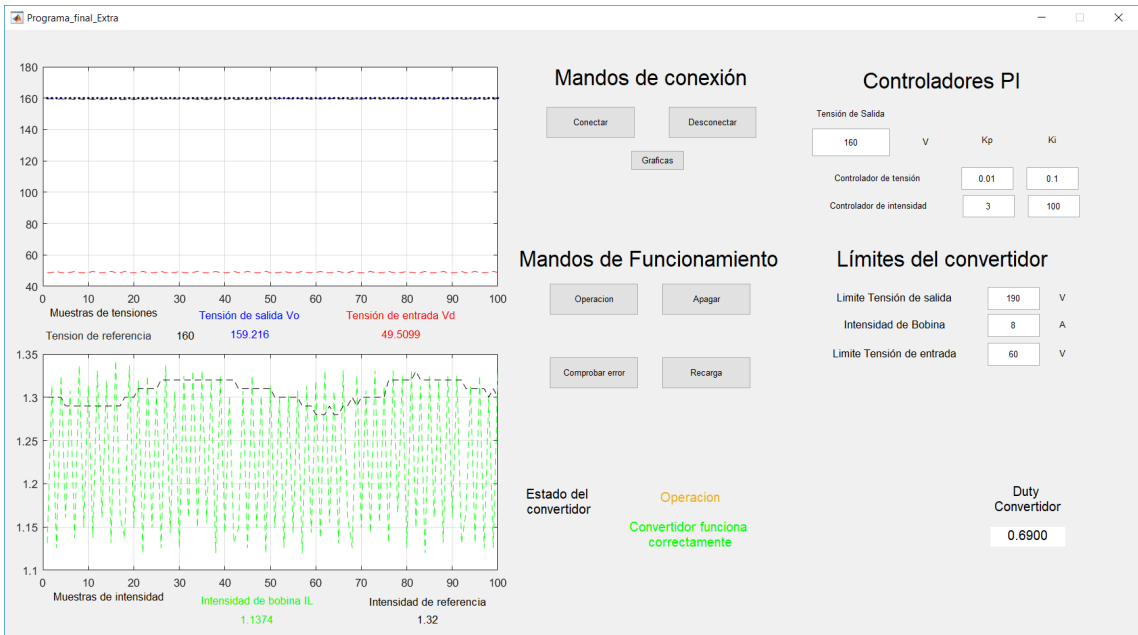 Programa_final_Extra
180
160
140
120
100
80
60
40
0 10 20 30 40 50 60 70 80 90 100
Muestras de tensiones
Tensión de salida Vo
Tensión de entrada Vd
Tension de referencia
160
159.216
49.5099
1.35
1.3
1.25
1.2
1.15
1.1
0 10 20 30 40 50 60 70 80 90 100
Muestras de intensidad
Intensidad de bobina IL
Intensidad de referencia
1.1374
1.32
Mandos de conexión
Conectar
Desconectar
Graficas
Controladores PI
Tensión de Salida
160
V
Kp
Ki
Controlador de tensión
0.01
0.1
Controlador de intensidad
3
100
Mandos de Funcionamiento
Operacion
Apagar
Comprobar error
Recarga
Límites del convertidor
Limite Tensión de salida
190
V
Intensidad de Bobina
8
A
Limite Tensión de entrada
60
V
Estado del
convertidor
Operacion
Convertidor funciona
correctamente
Duty
Convertidor
0.6900